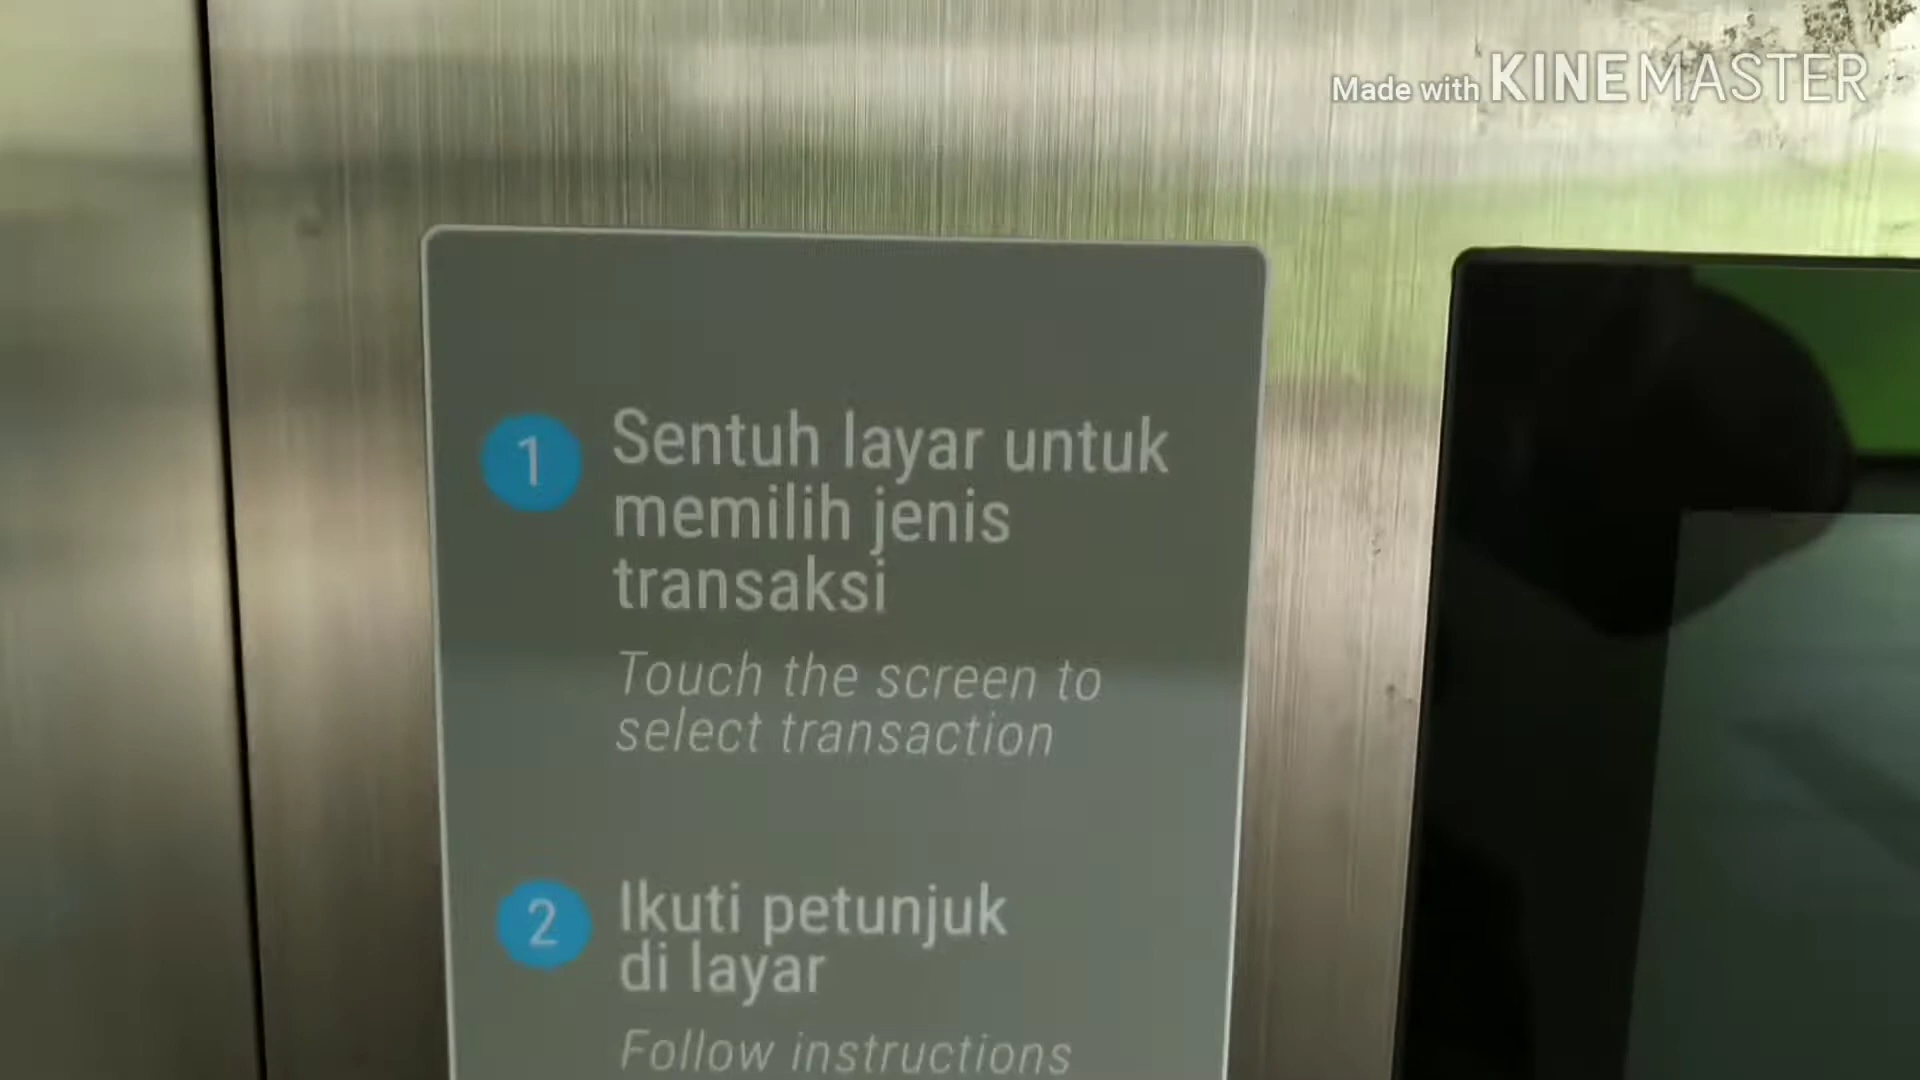 Made with KINEMASTER
1 Sentuh layar untuk
memilih jenis
transaksi
Touch the screen to
select transaction
2 Ikuti petunjuk
di layar
Follow instructions